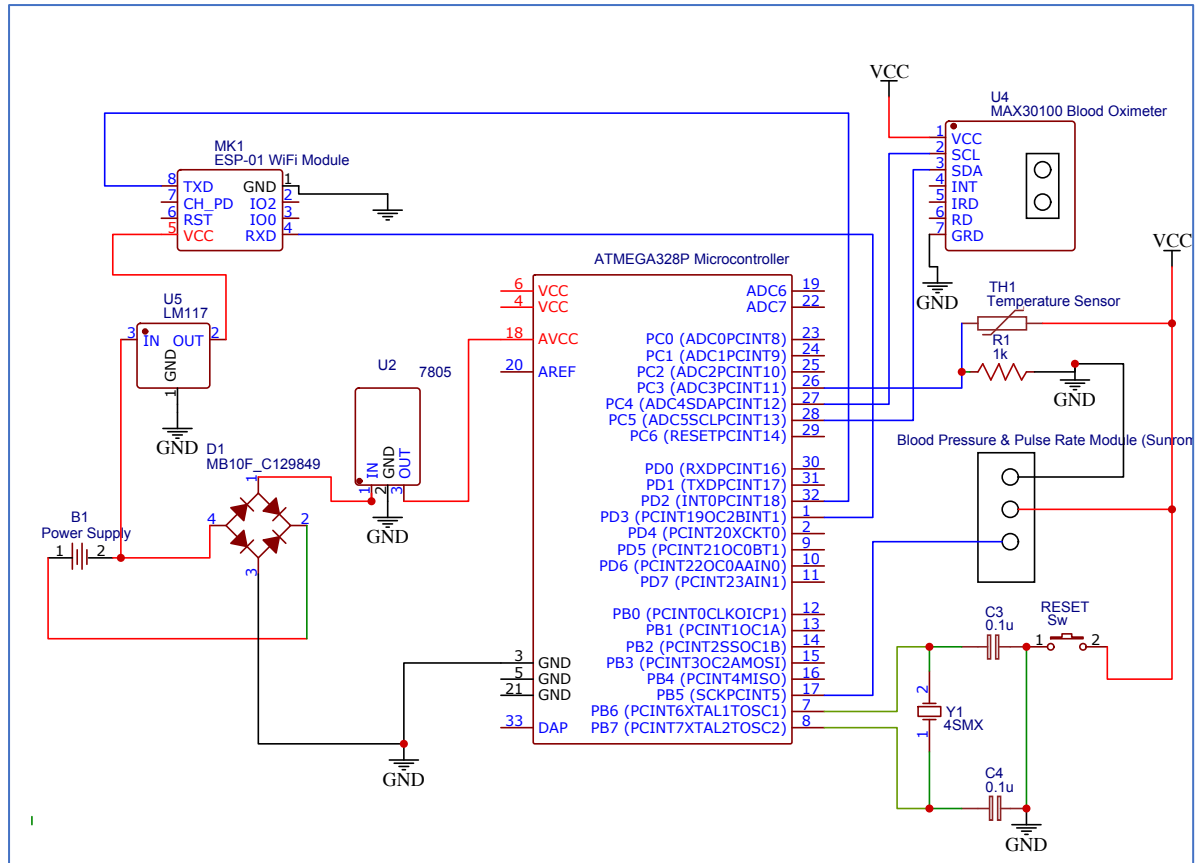 VCC
U4
MAX30100 Blood Oximeter
1 VCC
2 SCL
3 SDA
4 INT
5 IRD
6 RD
7 GRD
GND
MK1
ESP-01 WiFi Module
8 TXD GND 1
7 CH_PD IO2 2
6 RST IO0 3
5 VCC RXD 4
VCC
TH1
Temperature Sensor
R1
1k
GND
U5
LM117
3 IN OUT 2
GND
1
GND
U2 7805
IN
GND
OUT
1 2 3
GND
D1
MB10F_C129849
1
4 2
3
B1
Power Supply
1 2
ATMEGA328P Microcontroller
6 VCC
4 VCC
18 AVCC
20 AREF
3 GND
5 GND
21 GND
33 DAP
ADC6 19
ADC7 22
PC0 (ADC0PCINT8) 23
PC1 (ADC1PCINT9) 24
PC2 (ADC2PCINT10) 25
PC3 (ADC3PCINT11) 26
PC4 (ADC4SDAPCINT12) 27
PC5 (ADC5SCLPCINT13) 28
PC6 (RESETPCINT14) 29
PD0 (RXDPCINT16) 30
PD1 (TXDPCINT17) 31
PD2 (INT0PCINT18) 32
PD3 (PCINT19OC2BINT1) 1
PD4 (PCINT20XCKT0) 2
PD5 (PCINT21OC0BT1) 9
PD6 (PCINT22OC0AAIN0) 10
PD7 (PCINT23AIN1) 11
PB0 (PCINT0CLKOICP1) 12
PB1 (PCINT1OC1A) 13
PB2 (PCINT2SSOC1B) 14
PB3 (PCINT3OC2AMOSI) 15
PB4 (PCINT4MISO) 16
PB5 (SCKPCINT5) 17
PB6 (PCINT6XTAL1TOSC1) 7
PB7 (PCINT7XTAL2TOSC2) 8
GND
Blood Pressure & Pulse Rate Module (Sunrom
C3
0.1u
RESET
Sw
1 2
2
Y1
4SMX
1
C4
0.1u
GND